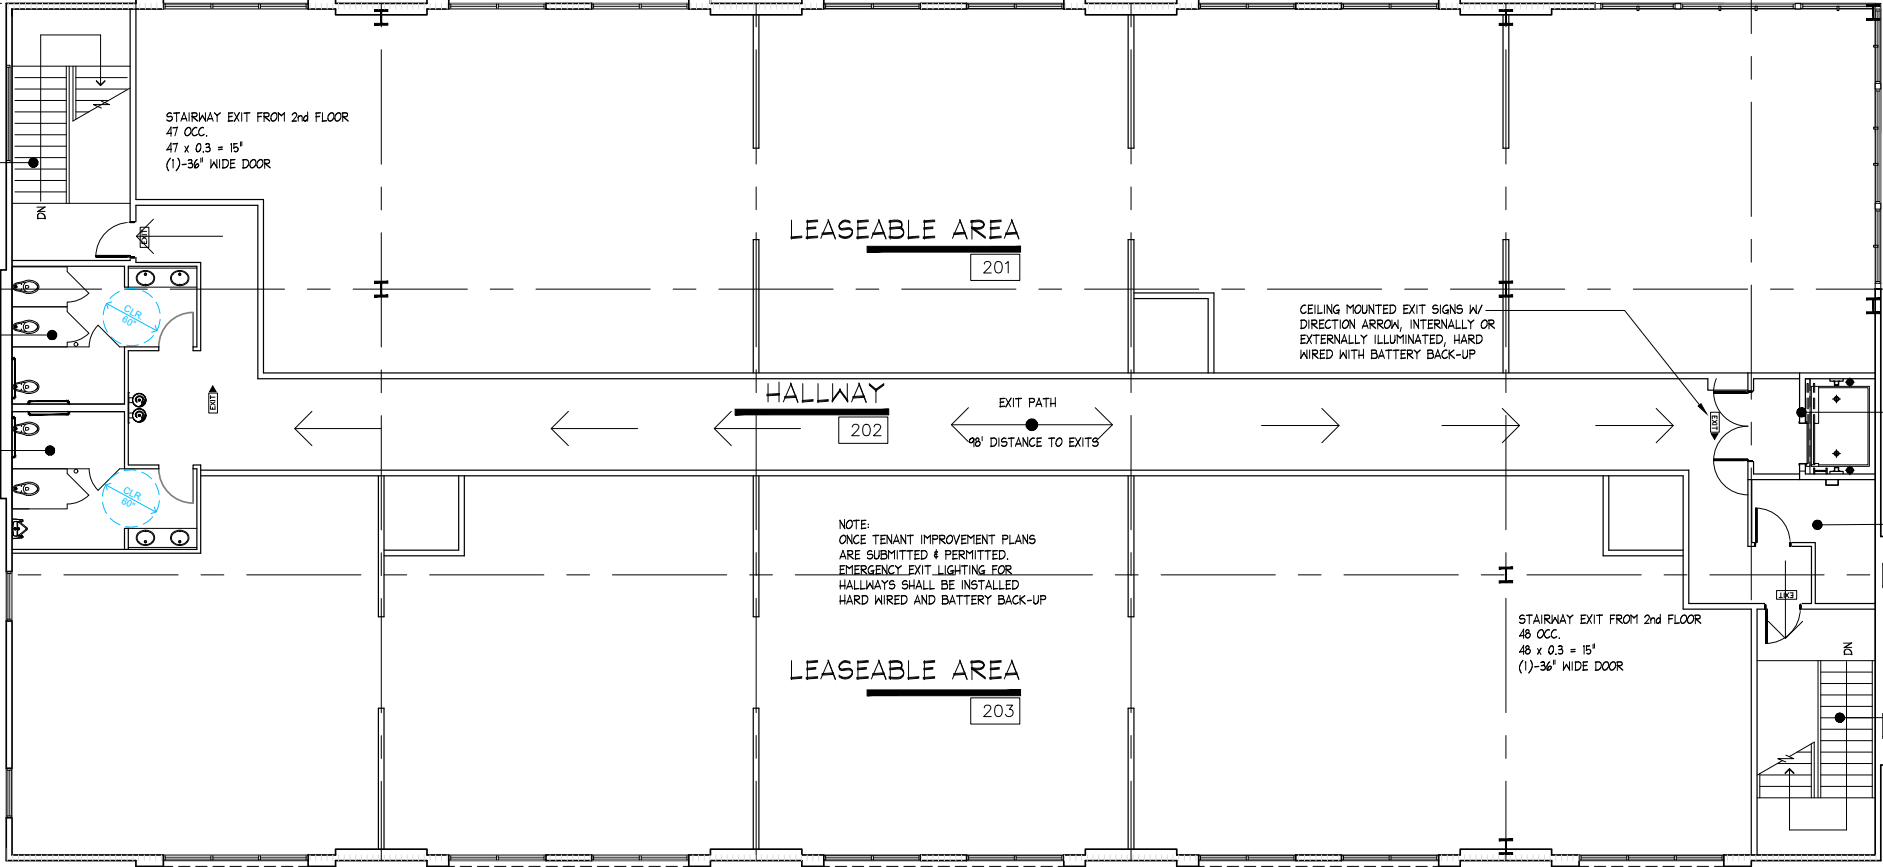 STAIRWAY EXIT FROM 2nd FLOOR
47 OCC.
47 x 0.3 = 15"
(1)-36" WIDE DOOR
DN
EXIT
LEASEABLE AREA
201
CLR
60"
CEILING MOUNTED EXIT SIGNS W/
DIRECTION ARROW, INTERNALLY OR
EXTERNALLY ILLUMINATED, HARD
WIRED WITH BATTERY BACK-UP
EXIT
HALLWAY
202
EXIT PATH
98' DISTANCE TO EXITS
EXIT
CLR
60"
NOTE:
ONCE TENANT IMPROVEMENT PLANS
ARE SUBMITTED & PERMITTED.
EMERGENCY EXIT LIGHTING FOR
HALLWAYS SHALL BE INSTALLED
HARD WIRED AND BATTERY BACK-UP
EXIT
STAIRWAY EXIT FROM 2nd FLOOR
48 OCC.
48 x 0.3 = 15"
(1)-36" WIDE DOOR
DN
LEASEABLE AREA
203